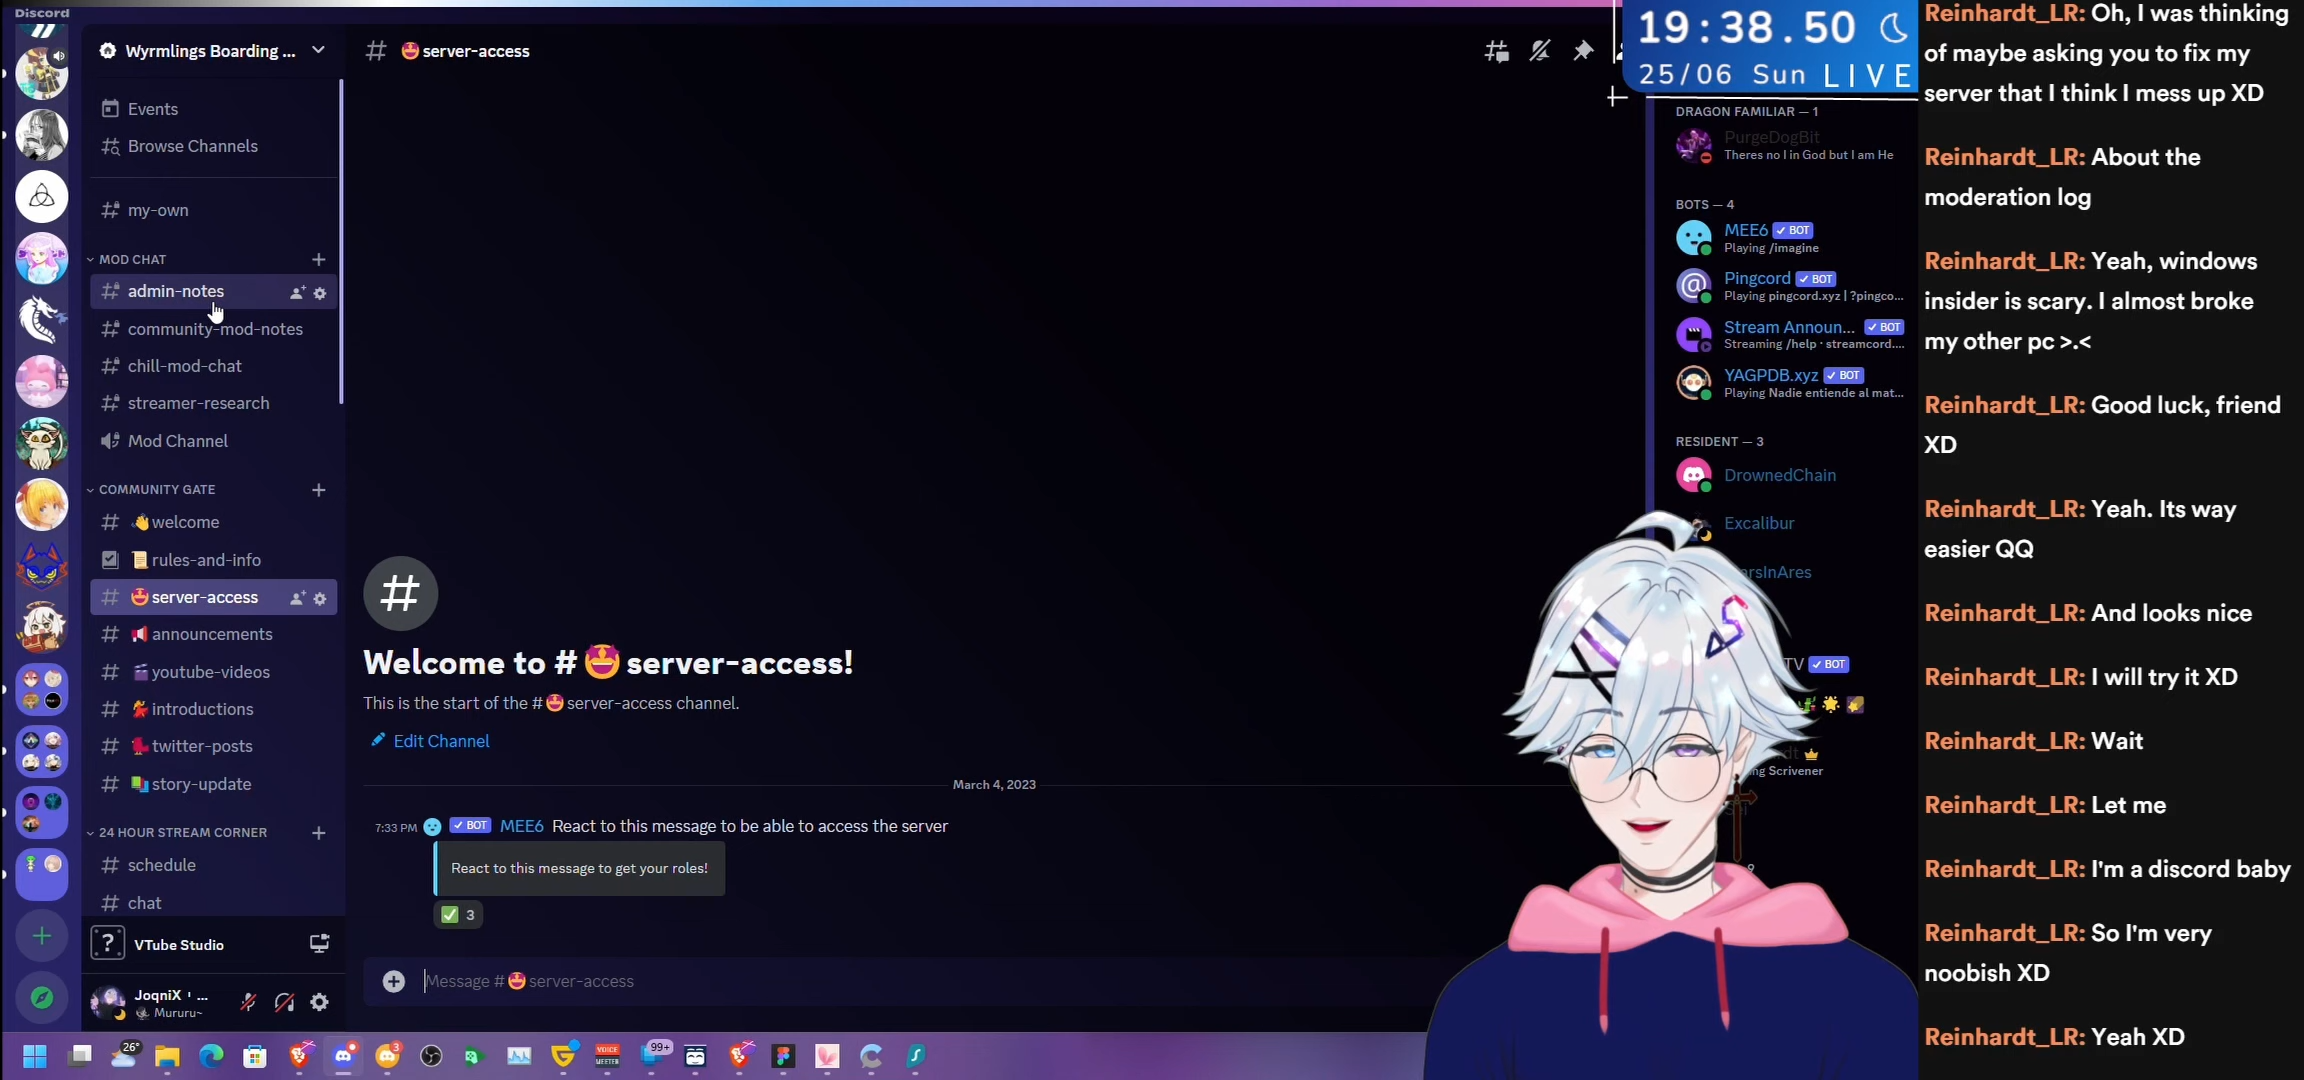 Discord
Wyrmlings Boarding ...
Events
Browse Channels
my-own
MOD CHAT
admin-notes
community-mod-notes
chill-mod-chat
streamer-research
Mod Channel
COMMUNITY GATE
welcome
rules-and-info
server-access
announcements
youtube-videos
introductions
twitter-posts
story-update
24 HOUR STREAM CORNER
schedule
chat
VTube Studio
JoqniX ...
Mururu~
server-access
Welcome to # server-access!
This is the start of the # server-access channel.
Edit Channel
March 4, 2023
7:33 PM BOT MEE6 React to this message to be able to access the server
React to this message to get your roles!
3
Message # server-access
19:38.50
25/06 Sun LIVE
DRAGON FAMILIAR — 1
PurgeDogBit
Theres no I in God but I am He
BOTS — 4
MEE6 BOT
Playing /imagine
Pingcord BOT
Playing pingcord.xyz | ?pingco...
Stream Announ... BOT
Streaming /help · streamcord....
YAGPDB.xyz BOT
Playing Nadie entiende al mat...
RESIDENT — 3
DrownedChain
Excalibur
arsInAres
TV BOT
ng Scrivener
Reinhardt_LR: Oh, I was thinking
of maybe asking you to fix my
server that I think I mess up XD
Reinhardt_LR: About the
moderation log
Reinhardt_LR: Yeah, windows
insider is scary. I almost broke
my other pc >.<
Reinhardt_LR: Good luck, friend
XD
Reinhardt_LR: Yeah. Its way
easier QQ
Reinhardt_LR: And looks nice
Reinhardt_LR: I will try it XD
Reinhardt_LR: Wait
Reinhardt_LR: Let me
Reinhardt_LR: I'm a discord baby
Reinhardt_LR: So I'm very
noobish XD
Reinhardt_LR: Yeah XD
26°
3
VOICE
MEETER
99+